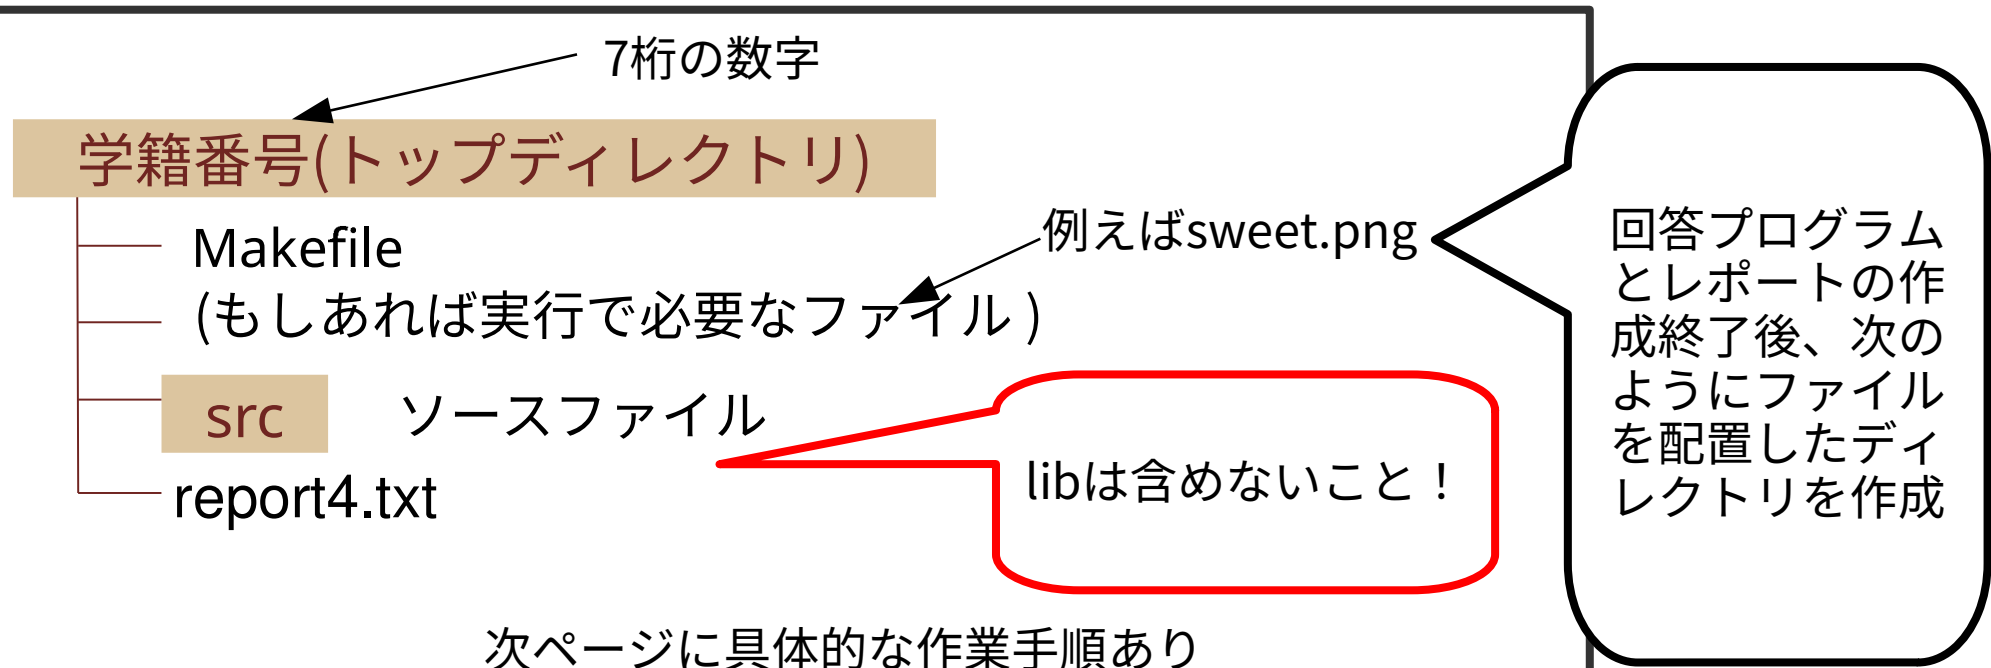 7桁の数字
学籍番号(トップディレクトリ)
Makefile
例えばsweet.png
(もしあれば実行で必要なファイル )
src
ソースファイル
report4.txt
libは含めないこと！
回答プログラム
とレポートの作
成終了後、次の
ようにファイル
を配置したディ
レクトリを作成
次ページに具体的な作業手順あり